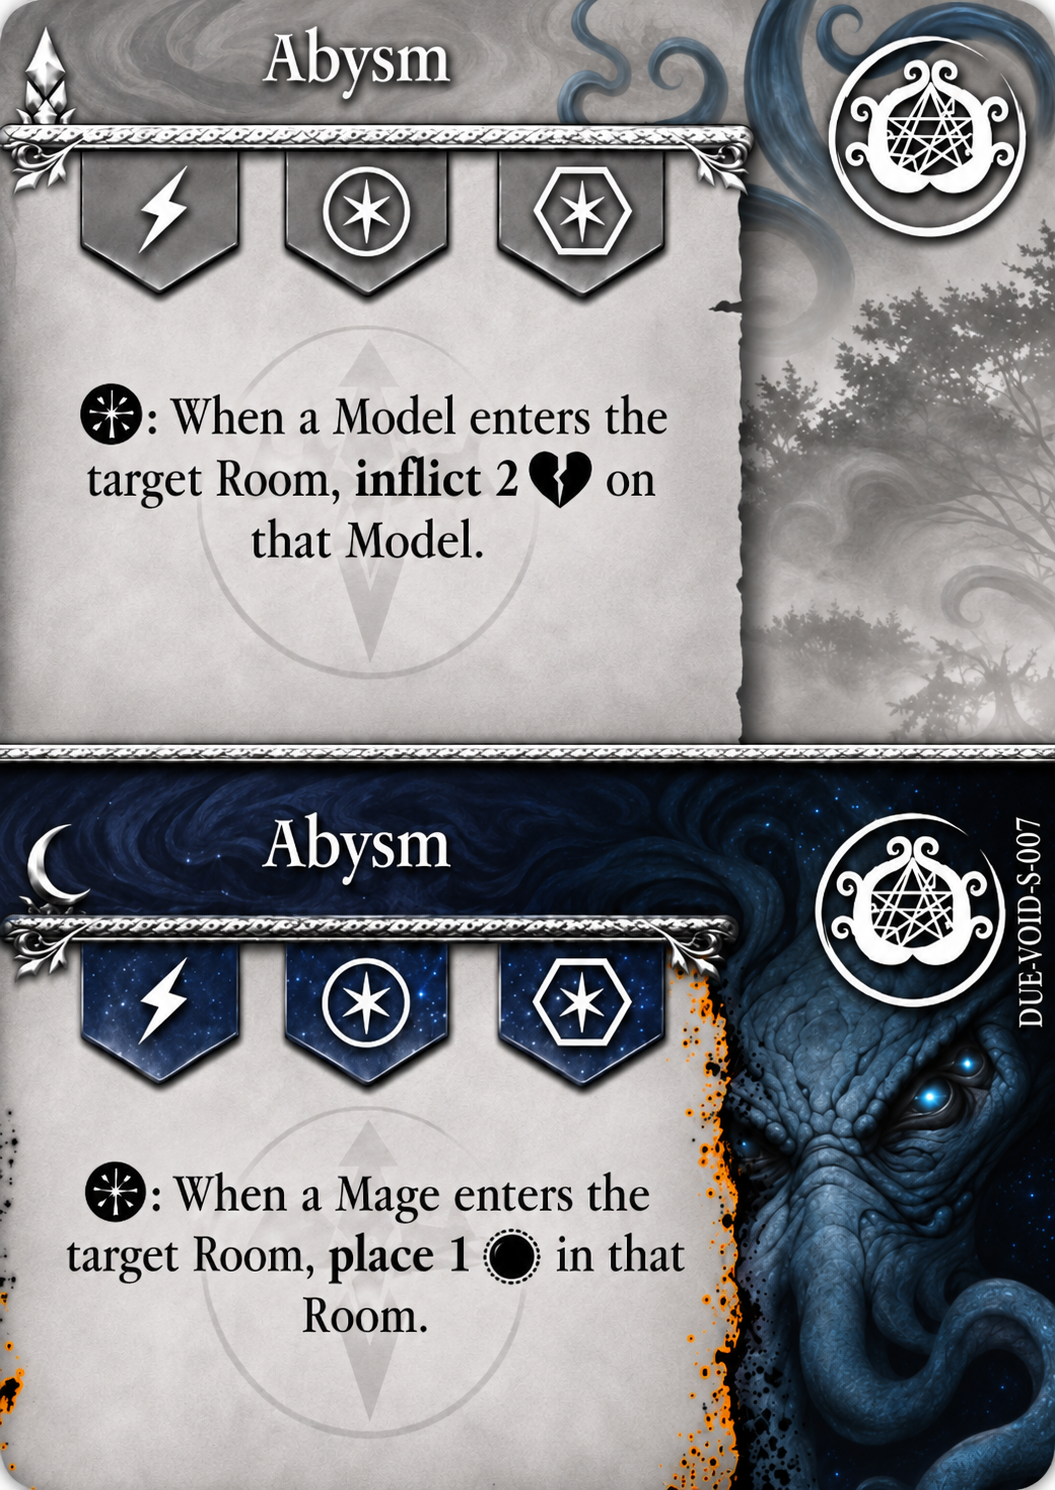 Abysm
: When a Model enters the
target Room, inflict 2 on
that Model.
Abysm
DUE-VOID-S-007
: When a Mage enters the
target Room, place 1 in that
Room.